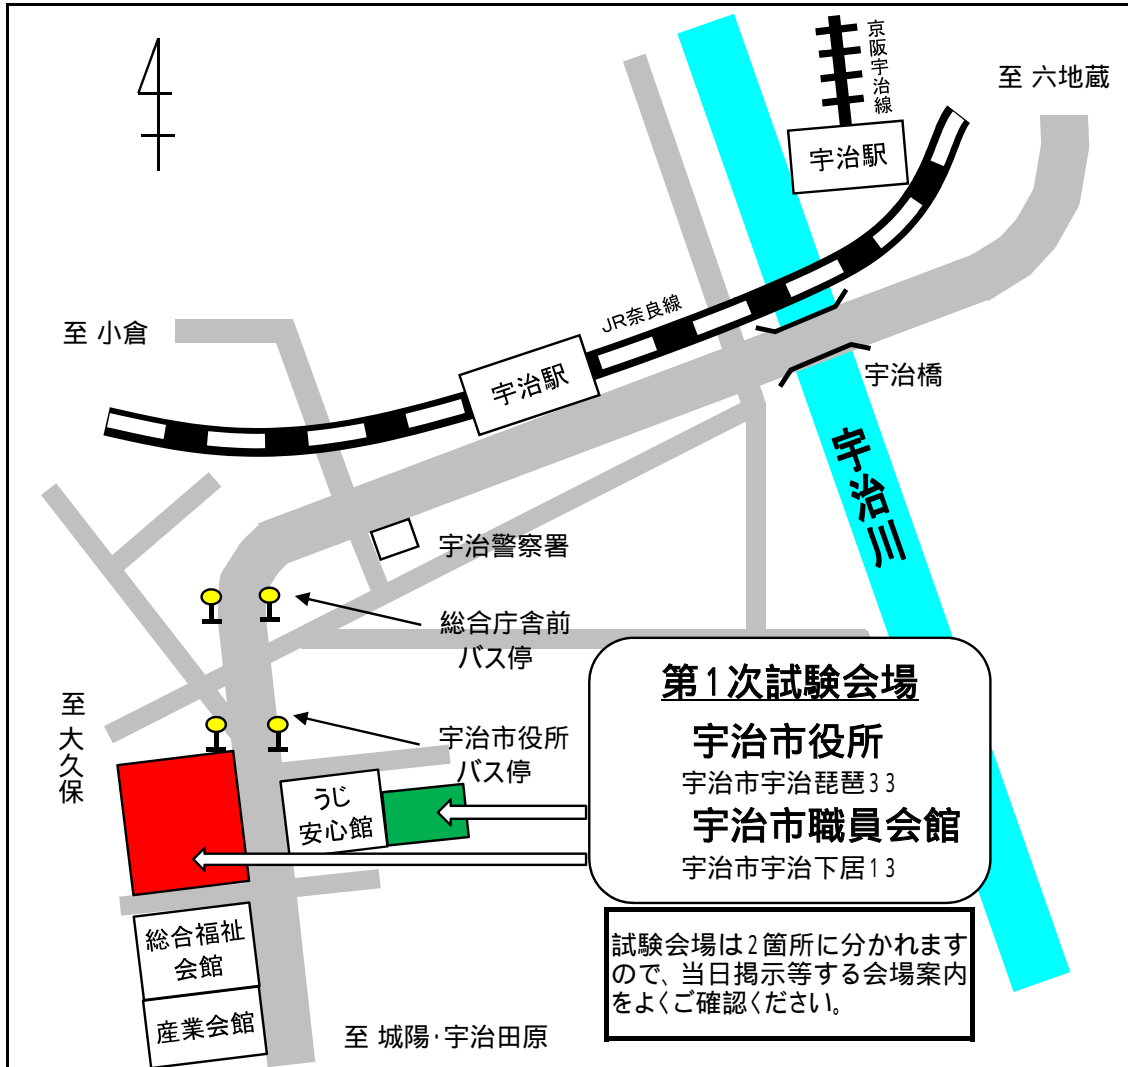 京阪宇治線
至 六地蔵
宇治駅
JR奈良線
至 小倉
宇治駅
宇治橋
宇治川
宇治警察署
総合庁舎前
バス停
至 大久保
宇治市役所
バス停
うじ
安心館
第1次試験会場
宇治市役所
宇治市宇治琵琶33
宇治市職員会館
宇治市宇治下居13
総合福祉
会館
産業会館
試験会場は2箇所に分かれます
ので、当日掲示等する会場案内
をよくご確認ください。
至 城陽・宇治田原